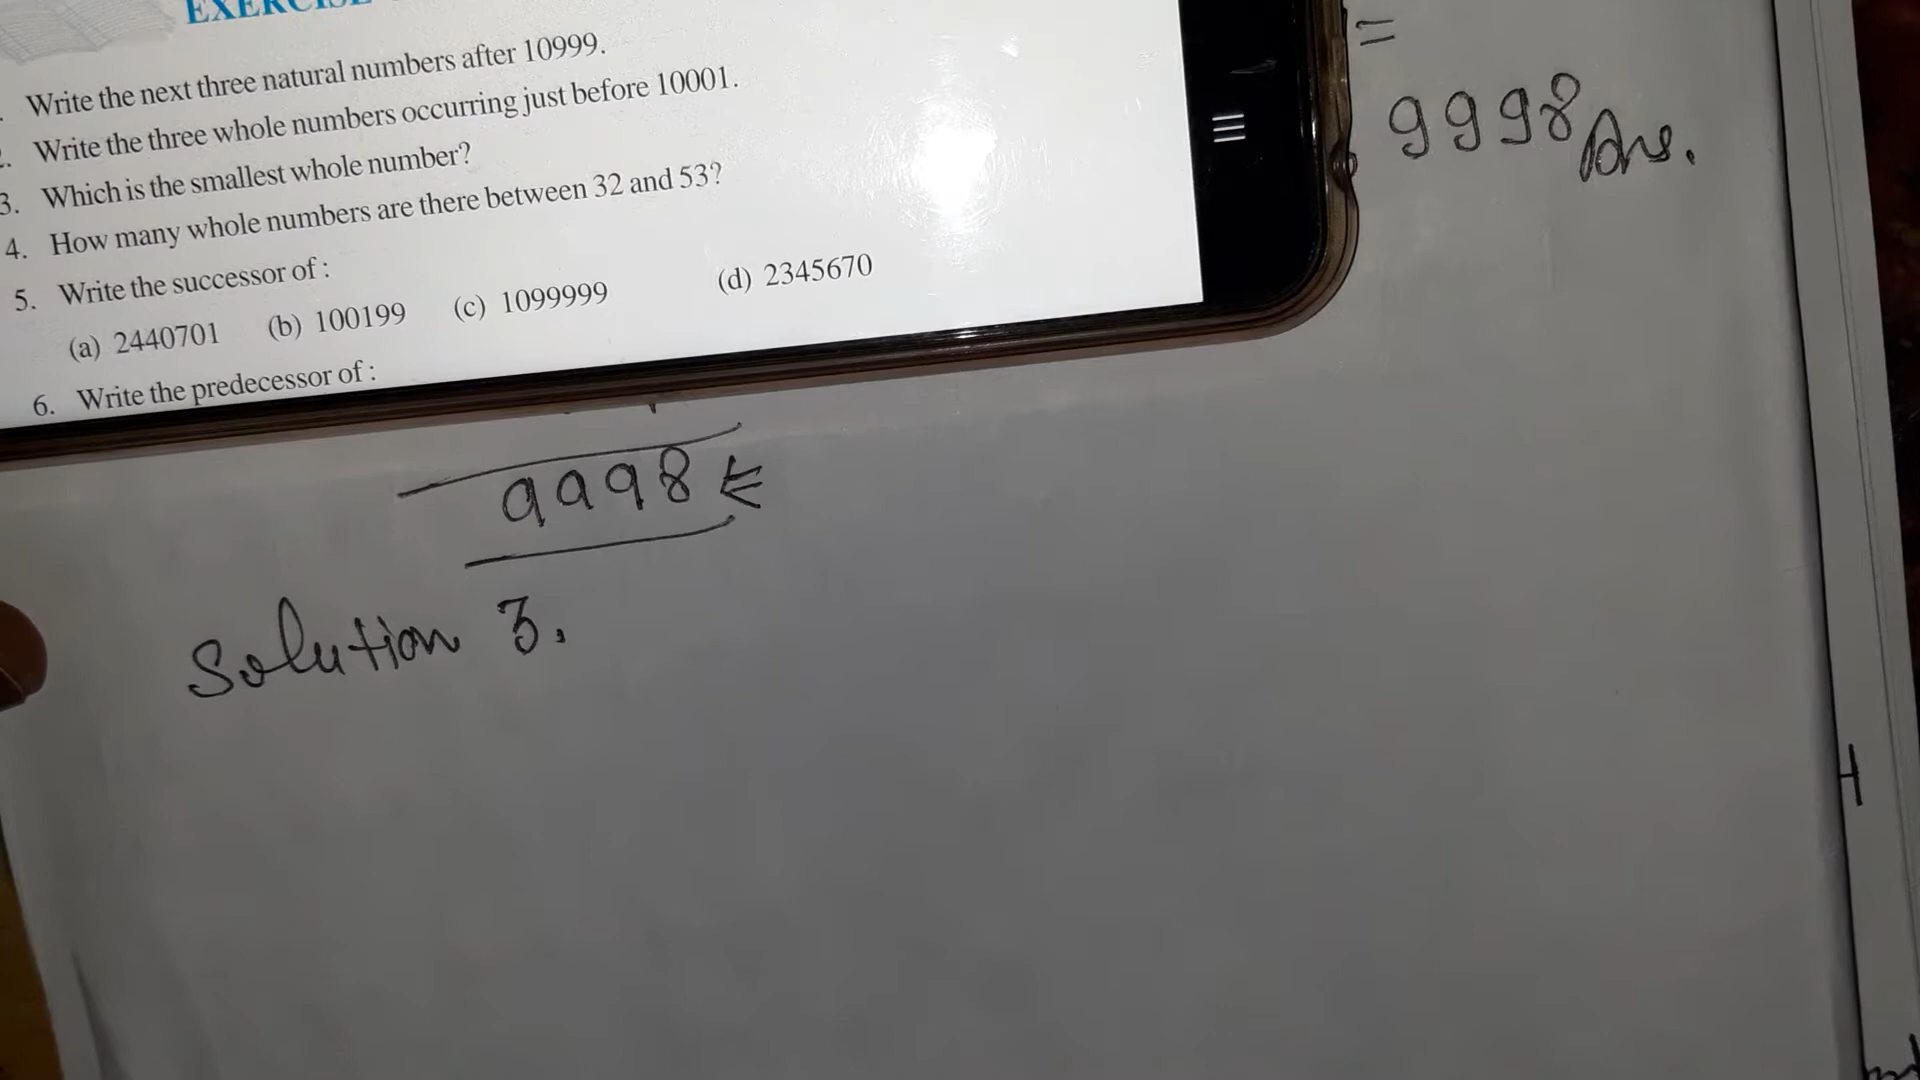 Write the next three natural numbers after 10999.
Write the three whole numbers occurring just before 10001.
3. Which is the smallest whole number?
4. How many whole numbers are there between 32 and 53?
5. Write the successor of :
(a) 2440701 (b) 100199 (c) 1099999 (d) 2345670
6. Write the predecessor of :
=
9998 Ans.
9998
Solution 3.